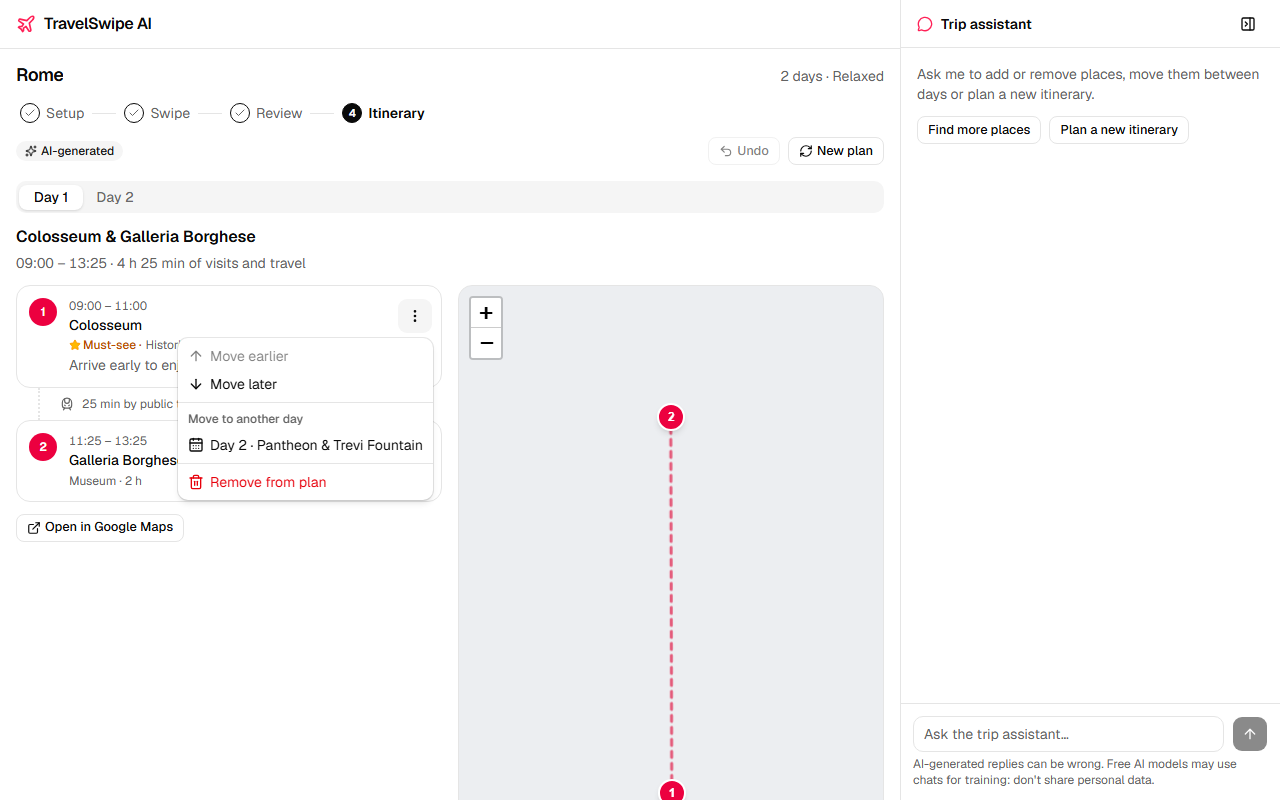 TravelSwipe AI
Rome
2 days · Relaxed
Setup
Swipe
Review
4 Itinerary
AI-generated
Undo
New plan
Day 1
Day 2
Colosseum & Galleria Borghese
09:00 – 13:25 · 4 h 25 min of visits and travel
1
09:00 – 11:00
Colosseum
Must-see ·
Arrive early to
Move earlier
Move later
Move to another day
Day 2 · Pantheon & Trevi Fountain
Remove from plan
25 min by public
2
11:25 – 13:25
Galleria
Museum · 2 h
Open in Google Maps
+
−
2
1
Trip assistant
Ask me to add or remove places, move them between
days or plan a new itinerary.
Find more places
Plan a new itinerary
Ask the trip assistant...
AI-generated replies can be wrong. Free AI models may use
chats for training: don't share personal data.